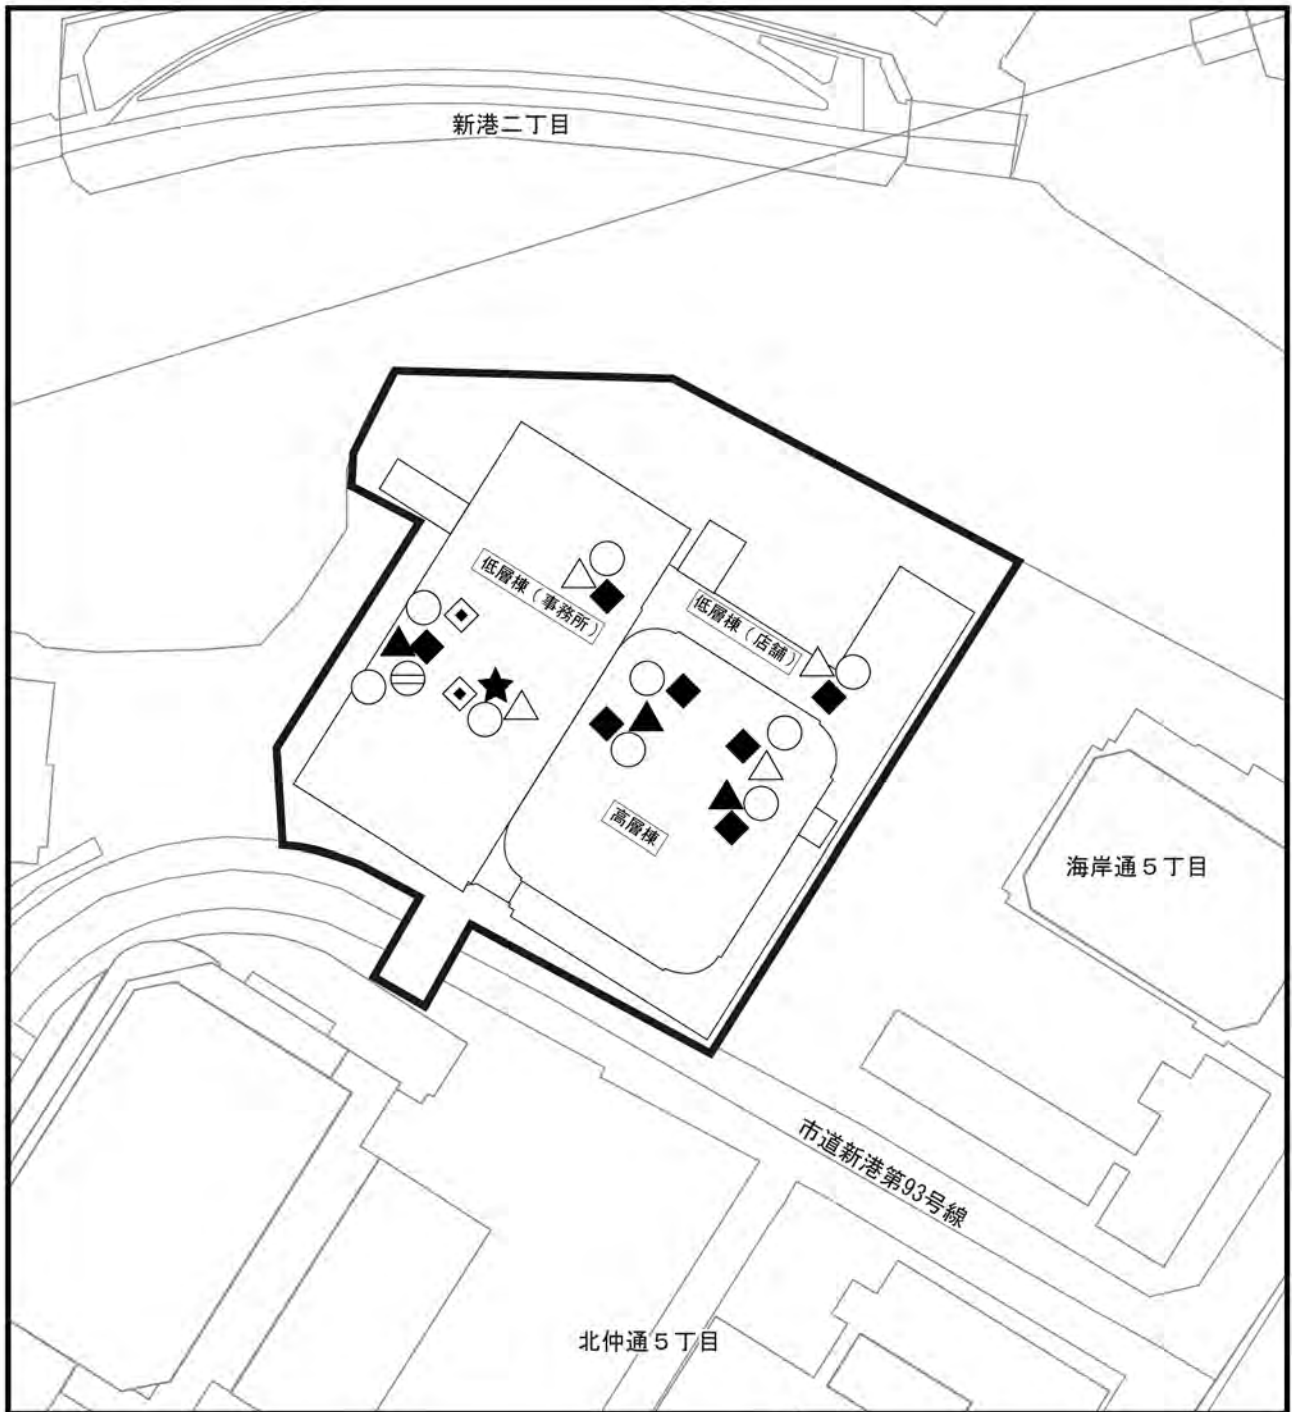 新港二丁目
低層棟（事務所）
低層棟（店舗）
高層棟
海岸通５丁目
市道新港第93号線
北仲通５丁目